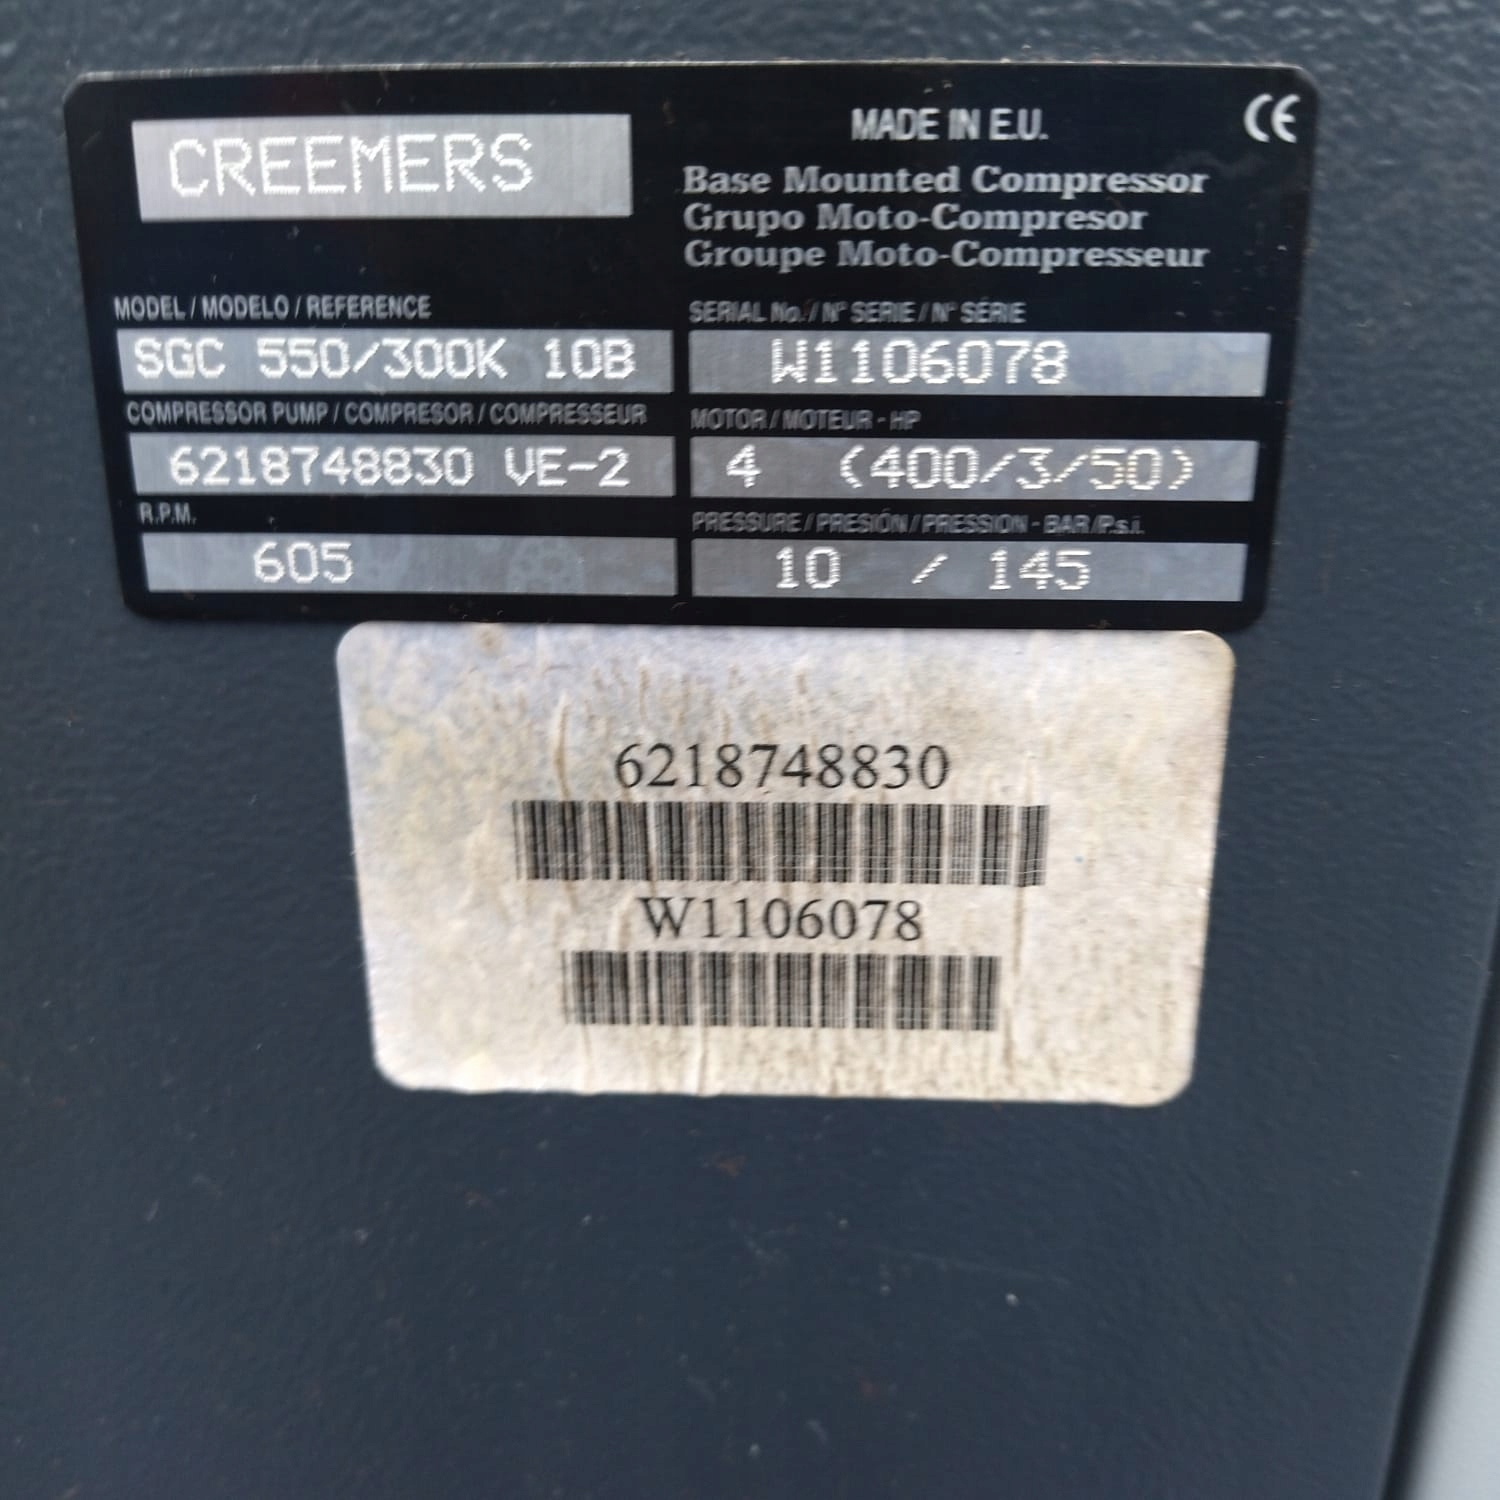 CREEMERS
MADE IN E.U.
CE
Base Mounted Compressor
Grupo Moto-Compresor
Groupe Moto-Compresseur
MODEL / MODELO / REFERENCE
SERIAL No. / Nº SERIE / Nº SÉRIE
SGC 550/300K 10B
W1106078
COMPRESSOR PUMP / COMPRESOR / COMPRESSEUR
MOTOR / MOTEUR - HP
6218748830 VE-2
4 (400/3/50)
R.P.M.
PRESSURE / PRESIÓN / PRESSION - BAR /P.s.i.
605
10 / 145
6218748830
W1106078